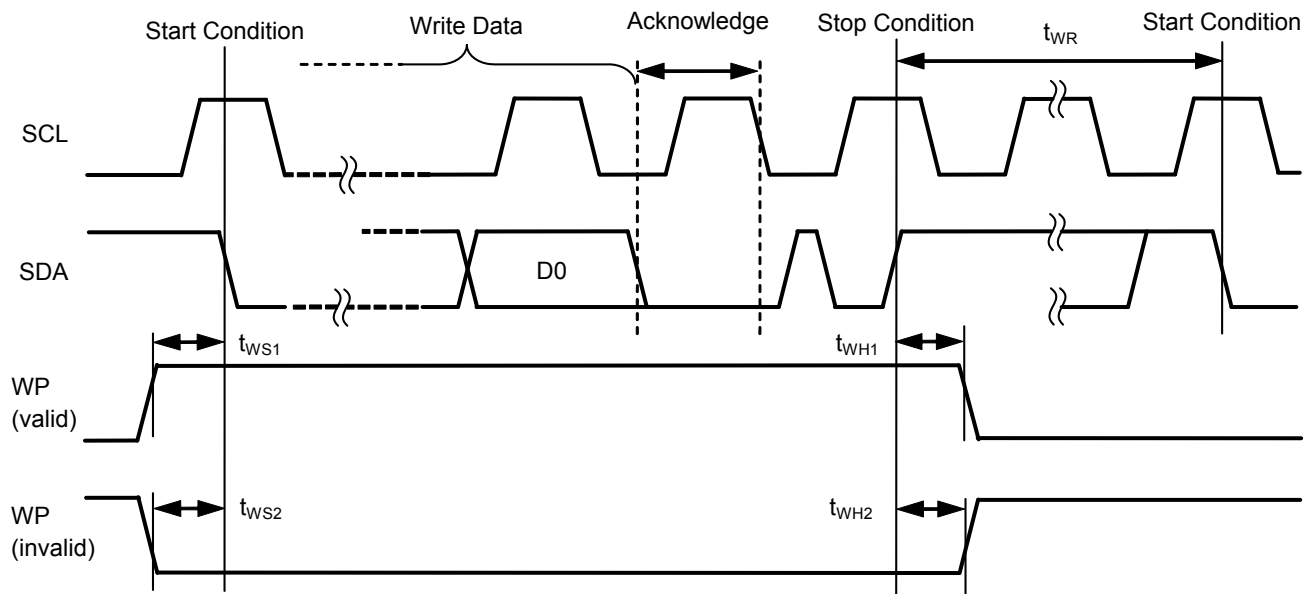 Start Condition
Write Data
Acknowledge
Stop Condition
tWR
Start Condition
SCL
SDA
D0
tWS1
tWH1
WP
(valid)
tWS2
tWH2
WP
(invalid)